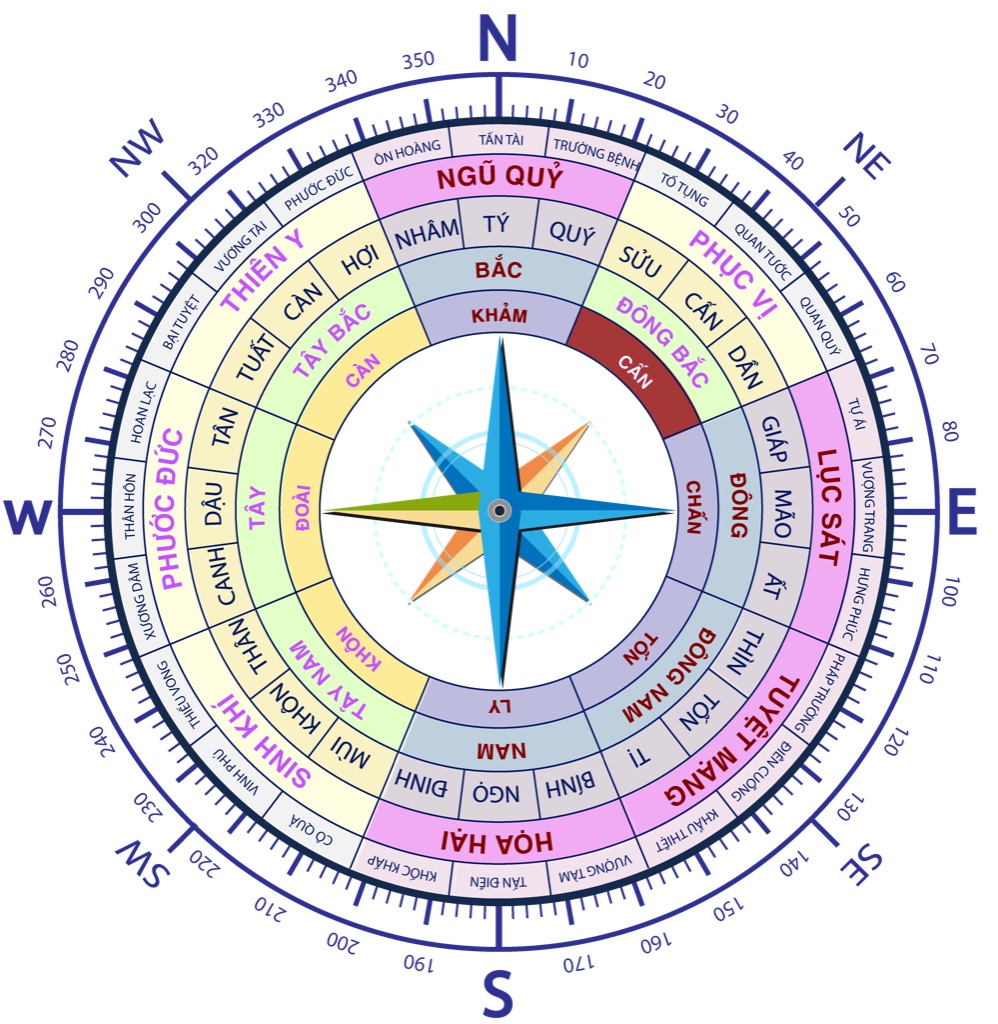 N
NE
E
SE
S
SW
W
NW
10
20
30
40
50
60
70
80
100
110
120
130
140
150
160
170
190
200
210
220
230
240
250
260
270
280
290
300
320
330
340
350
ÔN HOÀNG
TẤN TÀI
TRƯỜNG BỆNH
TỐ TỤNG
QUAN TƯỚC
QUAN QUÝ
TỰ ẢI
VƯỢNG TRANG
HƯNG PHÚC
PHÁP TRƯỜNG
ĐIÊN CUỒNG
KHẨU THIỆT
VƯỢNG TÀM
TẤN ĐIỀN
KHỐC KHẤP
CÔ QUẢ
VINH PHÚ
THIẾU VONG
XƯƠNG DÂM
THÂN HÔN
HOAN LẠC
BẠI TUYỆT
VƯỢNG TÀI
PHƯỚC ĐỨC
NGŨ QUỶ
PHỤC VỊ
LỤC SÁT
TUYỆT MẠNG
HỌA HẠI
SINH KHÍ
PHƯỚC ĐỨC
THIÊN Y
NHÂM
TÝ
QUÝ
SỬU
CẤN
DẦN
GIÁP
MÃO
ẤT
THÌN
TỐN
TỊ
BÍNH
NGỌ
ĐINH
MÙI
KHÔN
THÂN
CANH
DẬU
TÂN
TUẤT
CÀN
HỢI
BẮC
ĐÔNG BẮC
ĐÔNG
ĐÔNG NAM
NAM
TÂY NAM
TÂY
TÂY BẮC
KHẢM
CẤN
CHẤN
TỐN
LY
KHÔN
ĐOÀI
CÀN